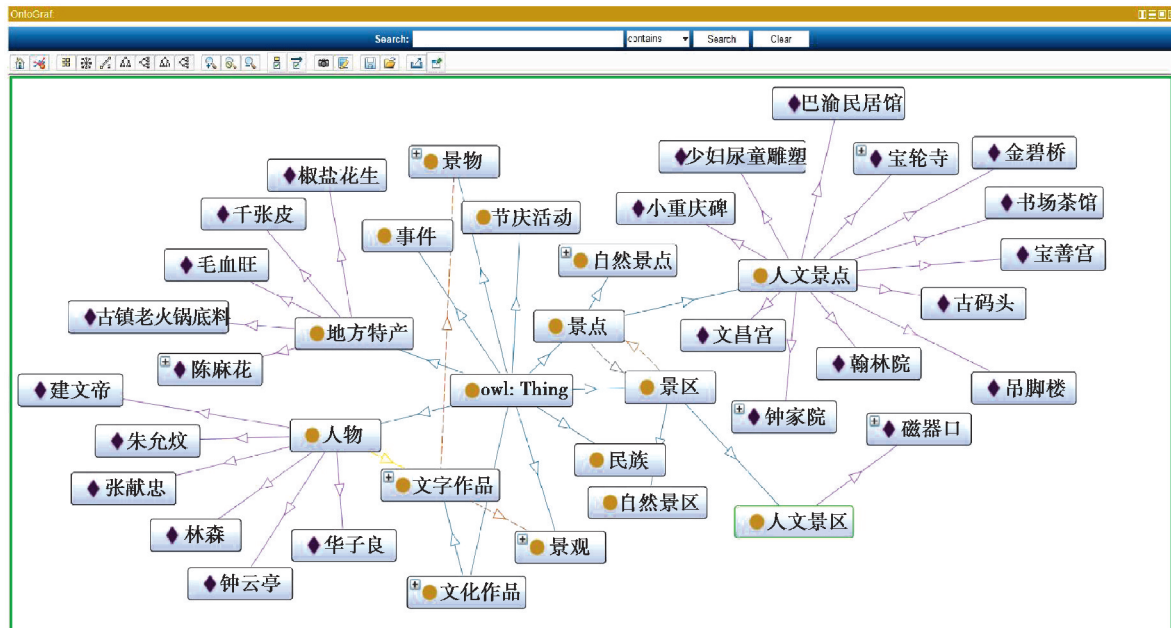 OntoGraf:
Search:
contains
Search
Clear
巴渝民居馆
景物
少妇尿童雕塑
宝轮寺
金碧桥
椒盐花生
千张皮
节庆活动
小重庆碑
书场茶馆
事件
自然景点
人文景点
宝善宫
毛血旺
古码头
古镇老火锅底料
地方特产
景点
文昌宫
翰林院
陈麻花
owl: Thing
景区
吊脚楼
建文帝
钟家院
磁器口
朱允炆
人物
民族
张献忠
文字作品
自然景区
人文景区
林森
华子良
景观
钟云亭
文化作品